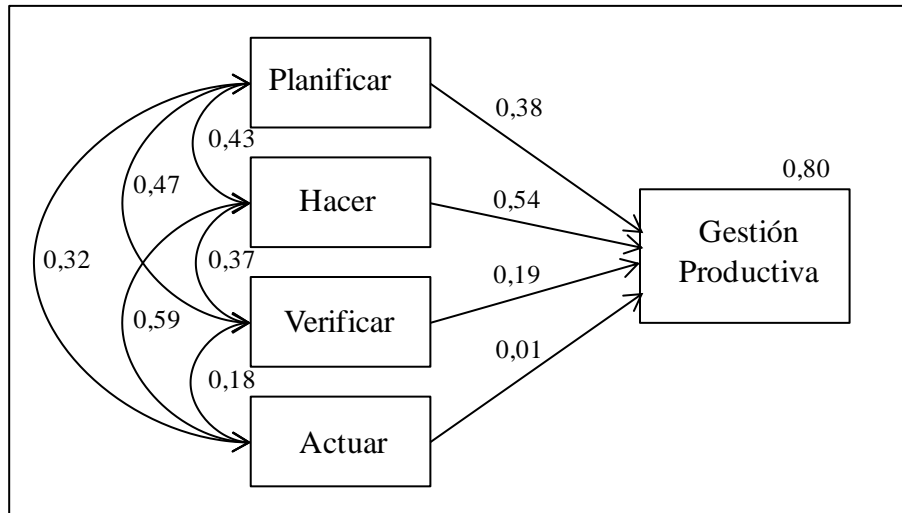 Planificar
0,38
0,43
0,80
0,47
Hacer
0,54
Gestión
Productiva
0,32
0,37
0,19
0,59
Verificar
0,01
0,18
Actuar